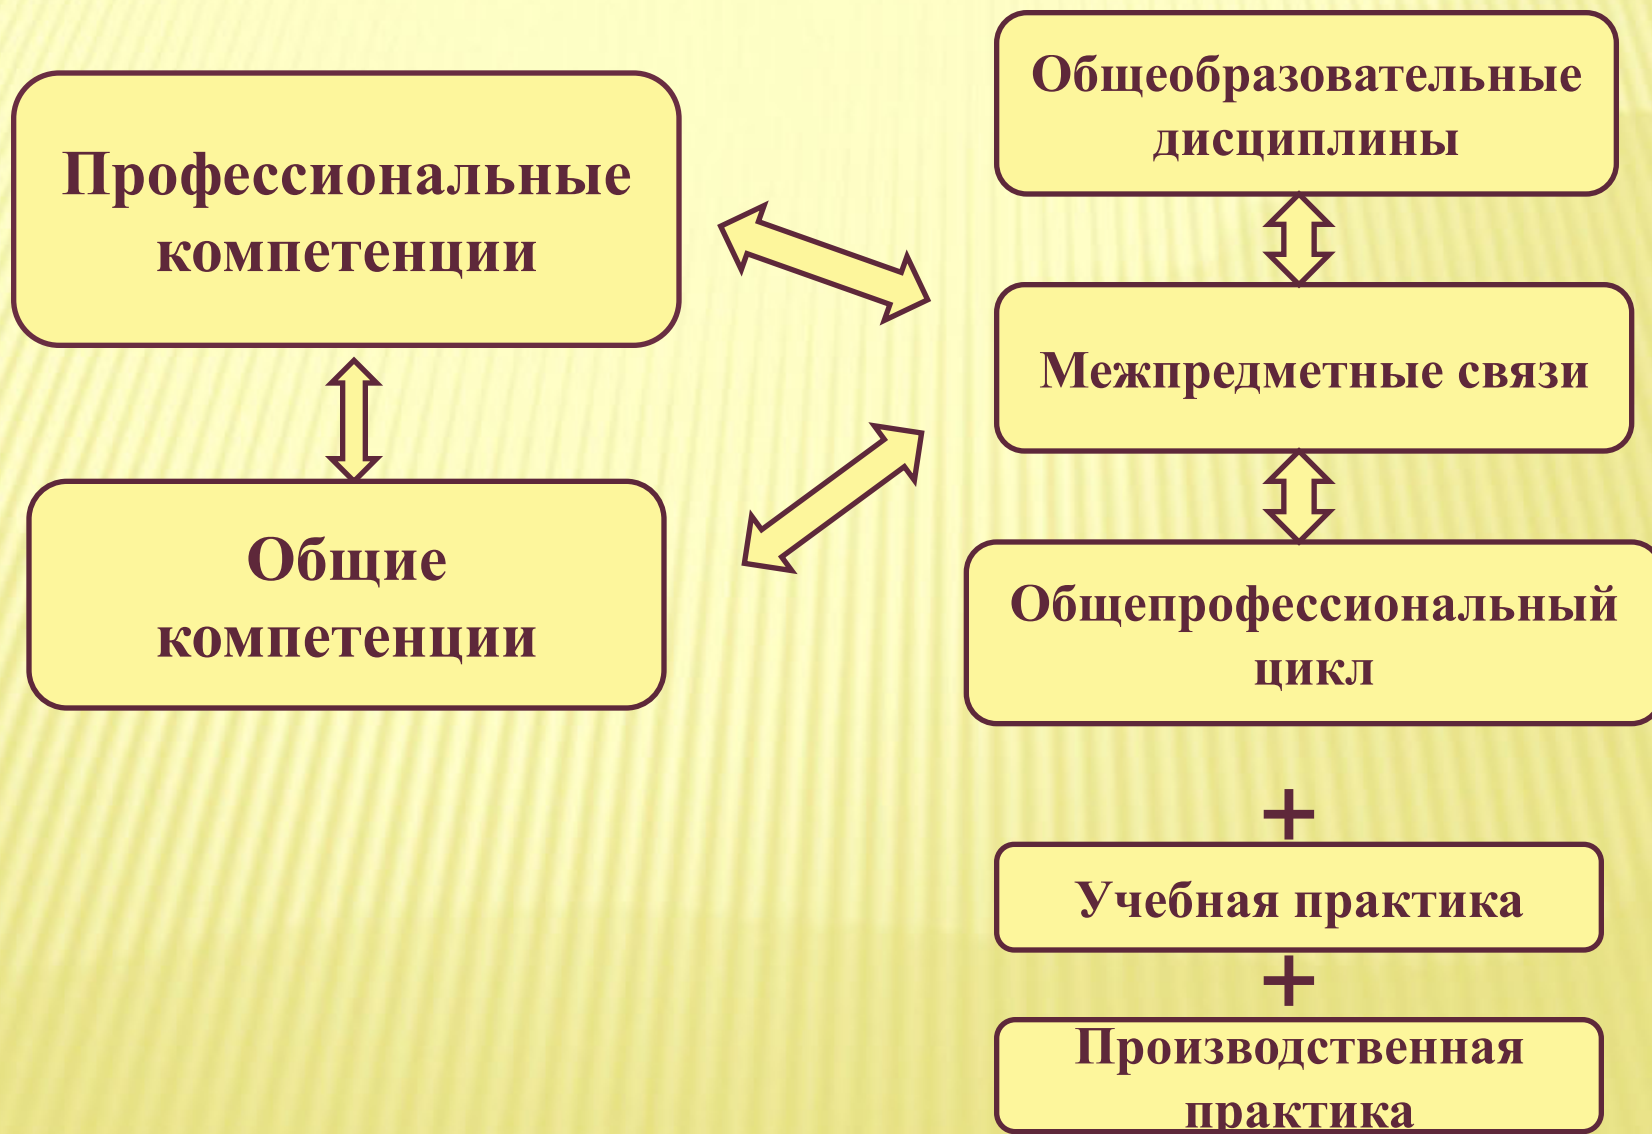 Профессиональные
компетенции
Общие
компетенции
Общеобразовательные
дисциплины
Межпредметные связи
Общепрофессиональный
цикл
+
Учебная практика
+
Производственная
практика